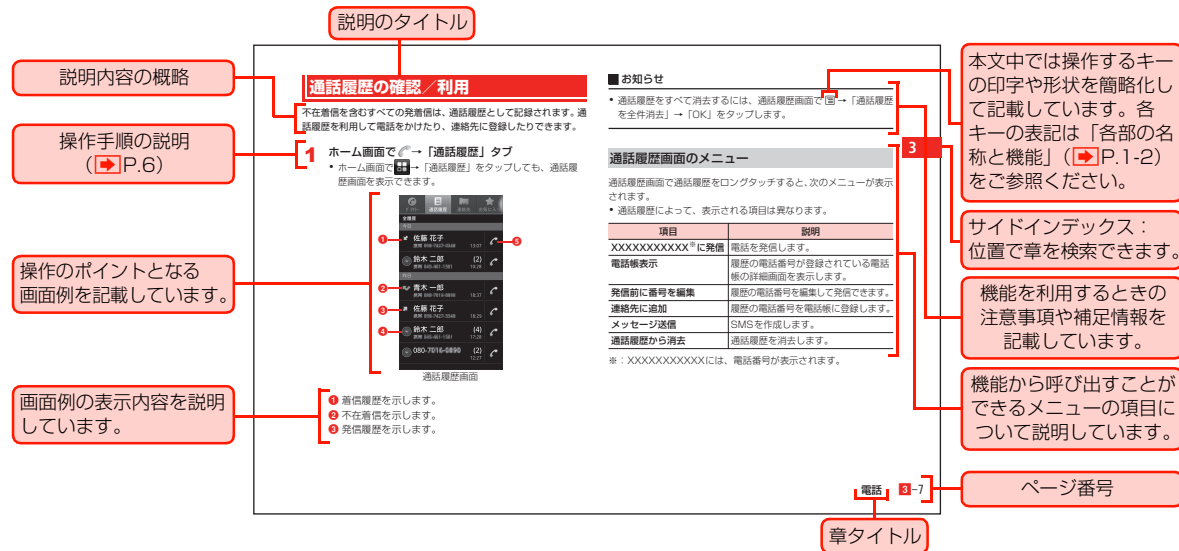 説明のタイトル
説明内容の概略
操作手順の説明
（P.6）
操作のポイントとなる
画面例を記載しています。
画面例の表示内容を説明
しています。
通話履歴の確認／利用
不在着信を含むすべての発着信は、通話履歴として記録されます。通
話履歴を利用して電話をかけたり、連絡先に登録したりできます。
1 ホーム画面で→「通話履歴」タブ
• ホーム画面で→「通話履歴」をタップしても、通話履
歴画面を表示できます。
通話履歴 連絡先
全履歴
今日
佐藤 花子
13:07
鈴木 二郎 (2)
昨日
青木 一郎
佐藤 花子
18:29
鈴木 二郎 (4)
17:28
080-7016-0890 (2)
12:27
❶
❷
❸
❹
❺
通話履歴画面
❶ 着信履歴を示します。
❷ 不在着信を示します。
❸ 発信履歴を示します。
■お知らせ
• 通話履歴をすべて消去するには、通話履歴画面で→「通話履歴
を全件消去」→「OK」をタップします。
通話履歴画面のメニュー
通話履歴画面で通話履歴をロングタッチすると、次のメニューが表示
されます。
• 通話履歴によって、表示される項目は異なります。
項目 説明
XXXXXXXXXXX※に発信 電話を発信します。
電話帳表示 履歴の電話番号が登録されている電話
帳の詳細画面を表示します。
発信前に番号を編集 履歴の電話番号を編集して発信できます。
連絡先に追加 履歴の電話番号を電話帳に登録します。
メッセージ送信 SMSを作成します。
通話履歴から消去 通話履歴を消去します。
※：XXXXXXXXXXXには、電話番号が表示されます。
3
電話 3-7
本文中では操作するキー
の印字や形状を簡略化し
て記載しています。各
キーの表記は「各部の名
称と機能」（P.1-2）
をご参照ください。
サイドインデックス：
位置で章を検索できます。
機能を利用するときの
注意事項や補足情報を
記載しています。
機能から呼び出すことが
できるメニューの項目に
ついて説明しています。
ページ番号
章タイトル